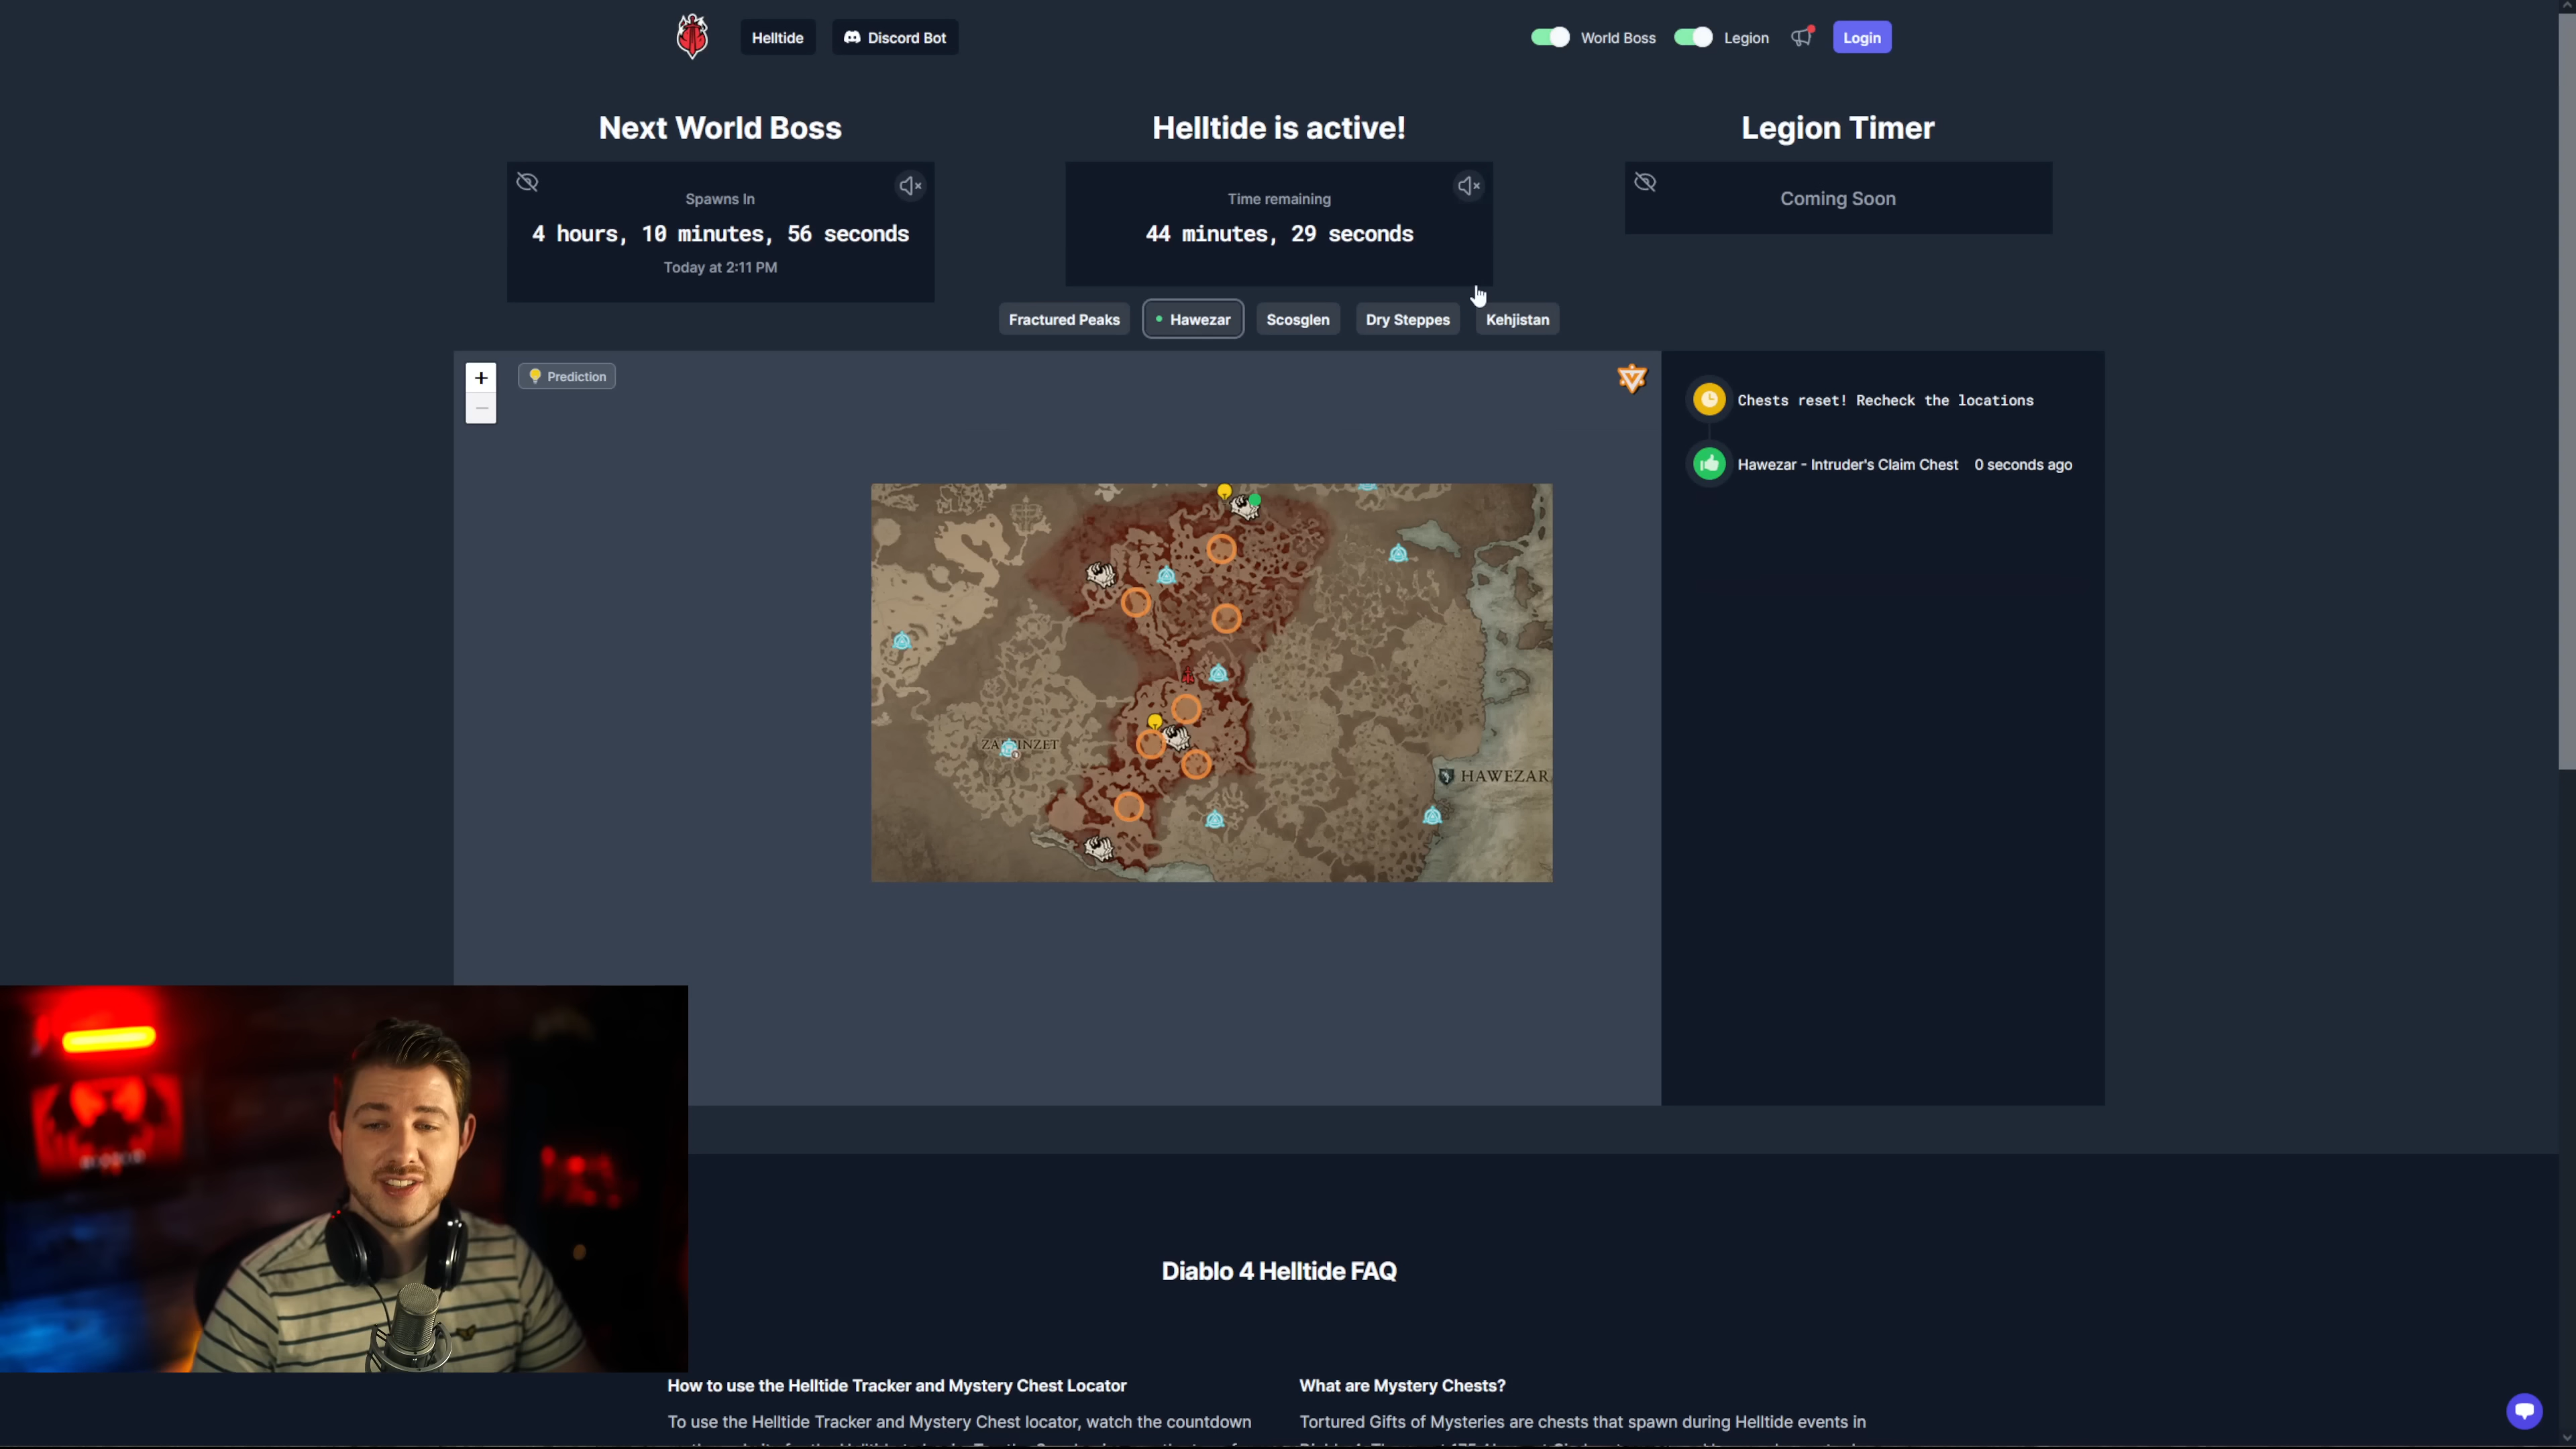 Helltide
Discord Bot
World Boss
Legion
Login
Next World Boss
Spawns In
4 hours, 10 minutes, 56 seconds
Today at 2:11 PM
Helltide is active!
Time remaining
44 minutes, 29 seconds
Legion Timer
Coming Soon
Fractured Peaks
Hawezar
Scosglen
Dry Steppes
Kehjistan
+
−
Prediction
HAWEZAR
Chests reset! Recheck the locations
Hawezar - Intruder's Claim Chest 0 seconds ago
Diablo 4 Helltide FAQ
How to use the Helltide Tracker and Mystery Chest Locator
To use the Helltide Tracker and Mystery Chest locator, watch the countdown
What are Mystery Chests?
Tortured Gifts of Mysteries are chests that spawn during Helltide events in